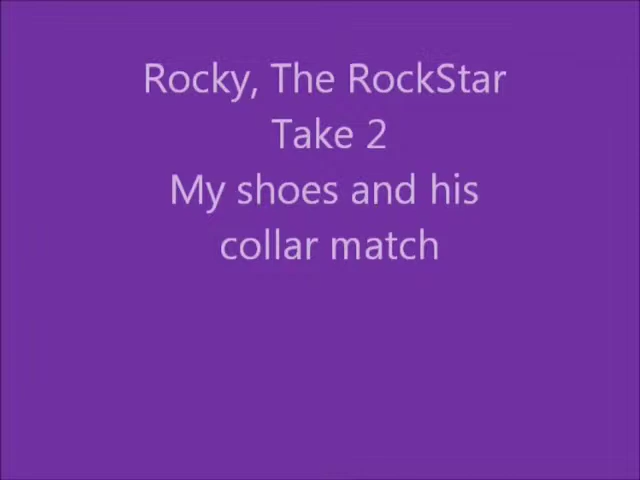 Rocky, The RockStar
Take 2
My shoes and his
collar match